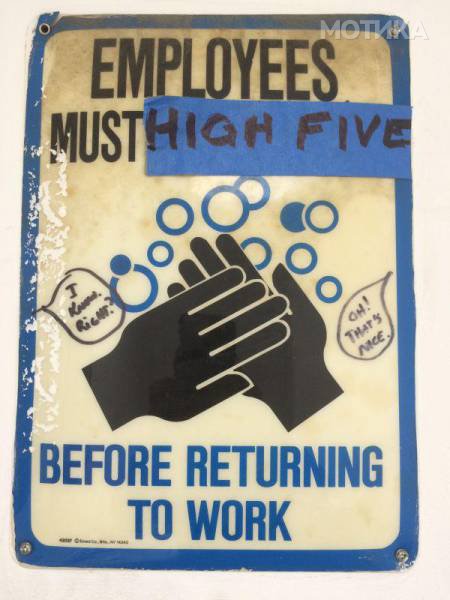 МОТИКА
EMPLOYEES
MUST HIGH FIVE
I
KNOW.
RIGHT?
OH!
THAT'S
NICE.
BEFORE RETURNING
TO WORK